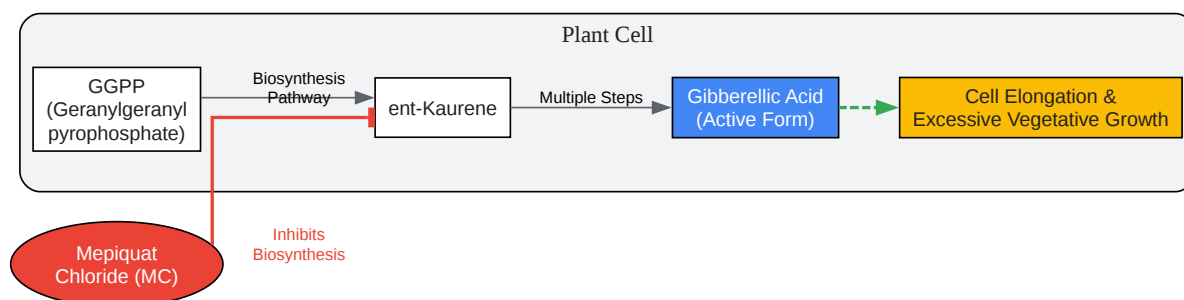 Plant Cell
GGPP
(Geranylgeranyl
pyrophosphate)
Biosynthesis
Pathway
ent-Kaurene
Multiple Steps
Gibberellic Acid
(Active Form)
Cell Elongation &
Excessive Vegetative Growth
Inhibits
Biosynthesis
Mepiquat
Chloride (MC)